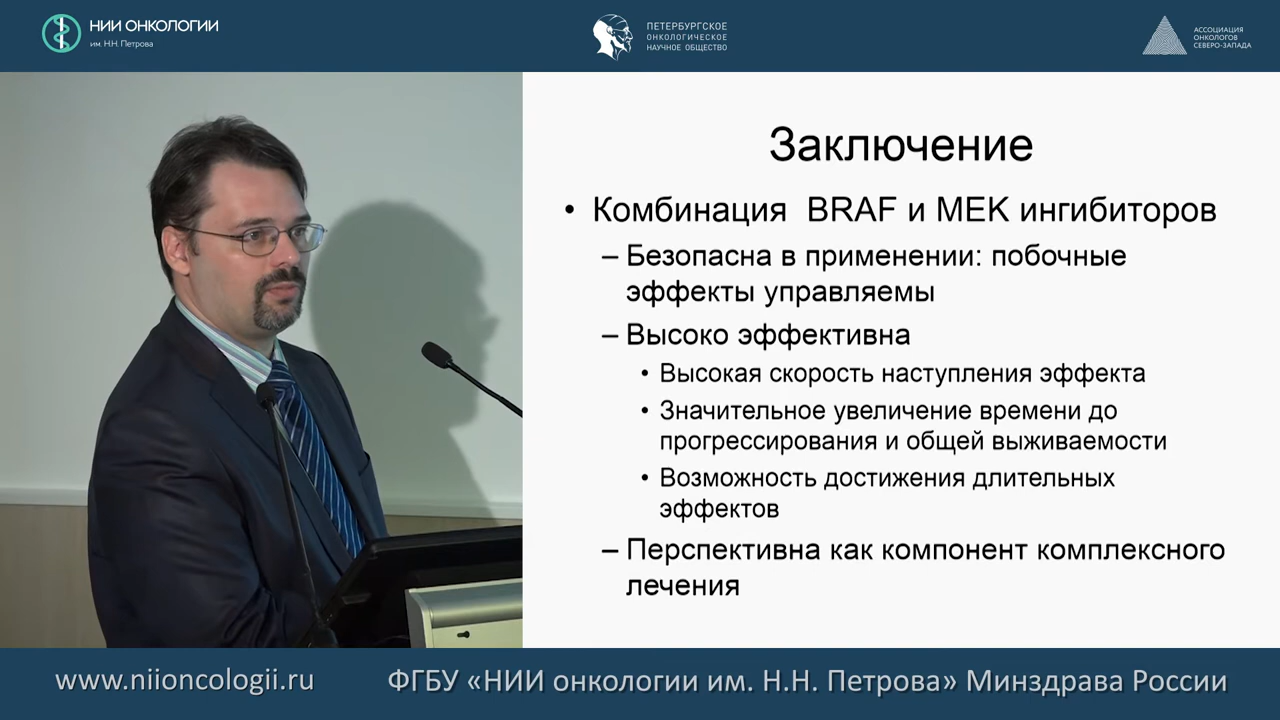 НИИ ОНКОЛОГИИ
им. Н.Н. Петрова
ПЕТЕРБУРГСКОЕ
ОНКОЛОГИЧЕСКОЕ
НАУЧНОЕ ОБЩЕСТВО
АССОЦИАЦИЯ
ОНКОЛОГОВ
СЕВЕРО-ЗАПАДА
Заключение
• Комбинация BRAF и MEK ингибиторов
– Безопасна в применении: побочные
эффекты управляемы
– Высоко эффективна
• Высокая скорость наступления эффекта
• Значительное увеличение времени до
прогрессирования и общей выживаемости
• Возможность достижения длительных
эффектов
– Перспективна как компонент комплексного
лечения
www.niioncologii.ru
ФГБУ «НИИ онкологии им. Н.Н. Петрова» Минздрава России